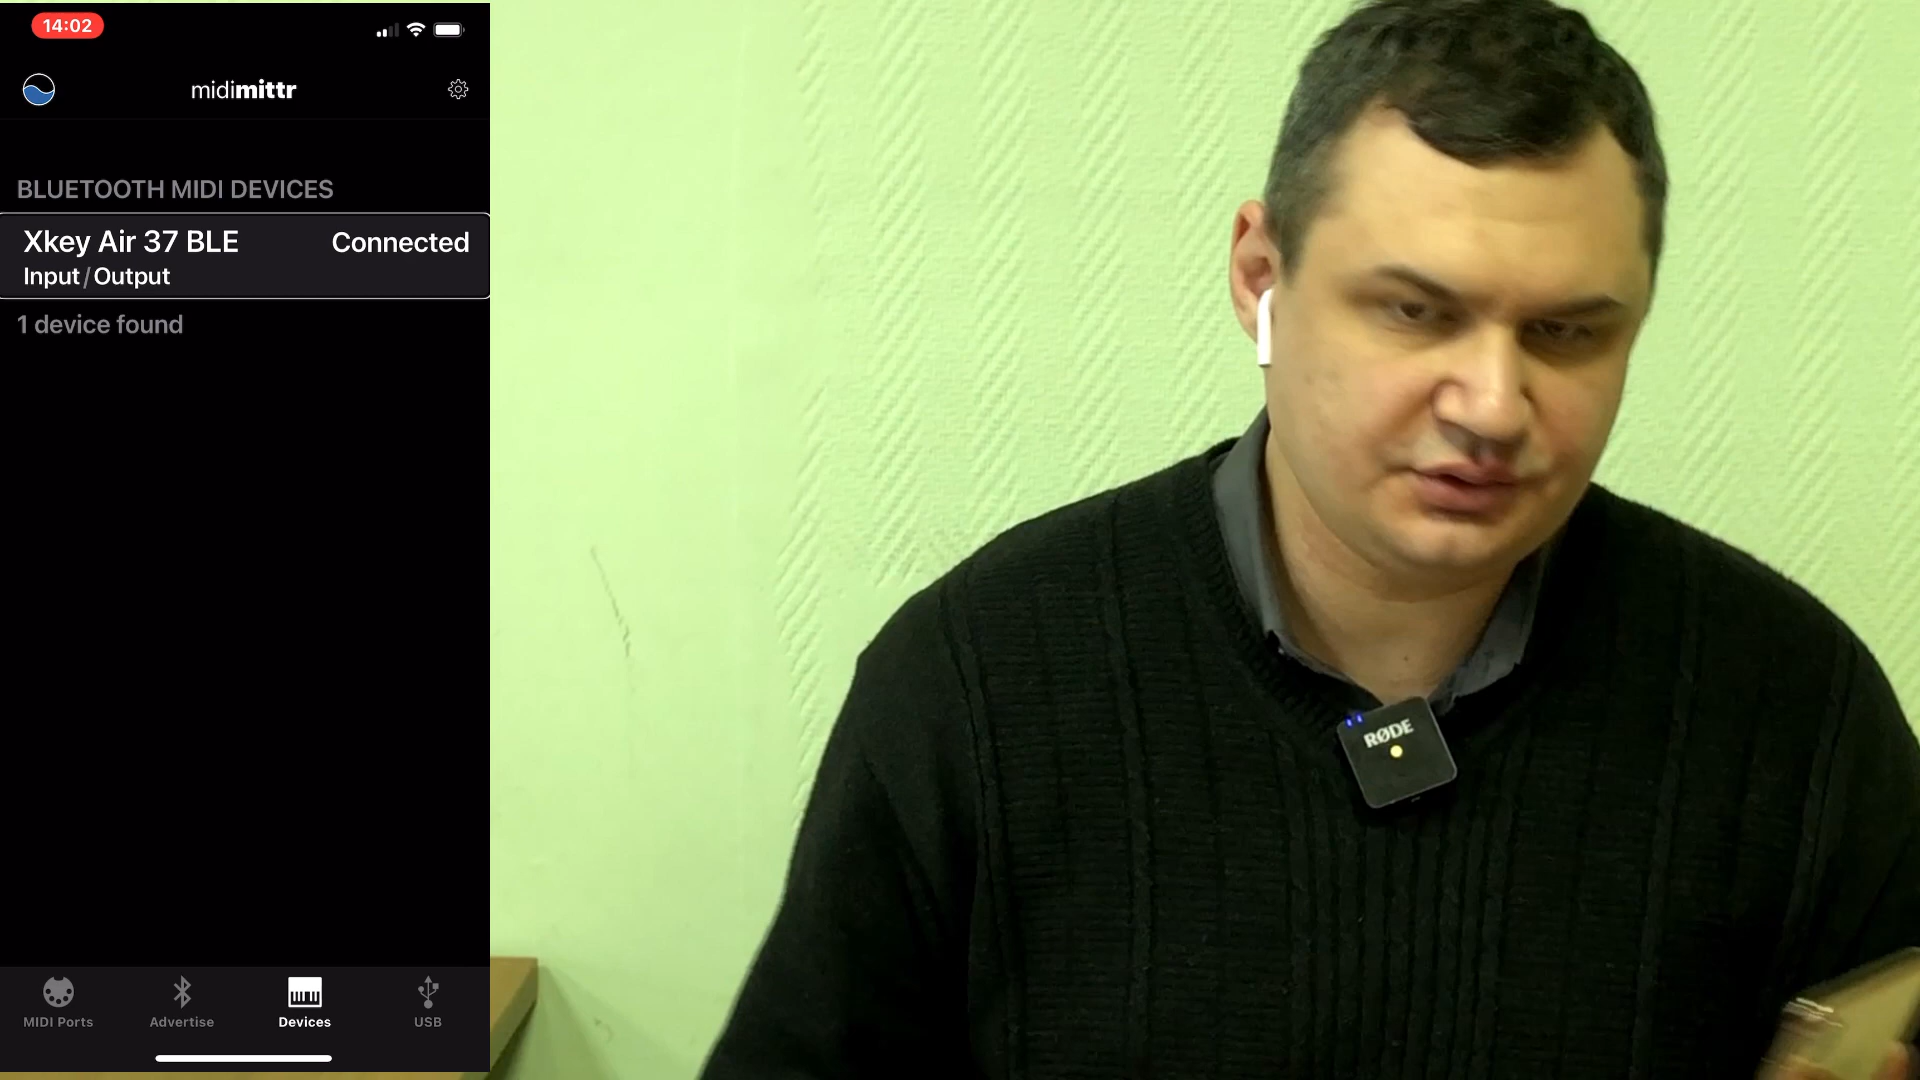 14:02
midimittr
BLUETOOTH MIDI DEVICES
Xkey Air 37 BLE Connected
Input/Output
1 device found
MIDI Ports Advertise Devices USB
RØDE